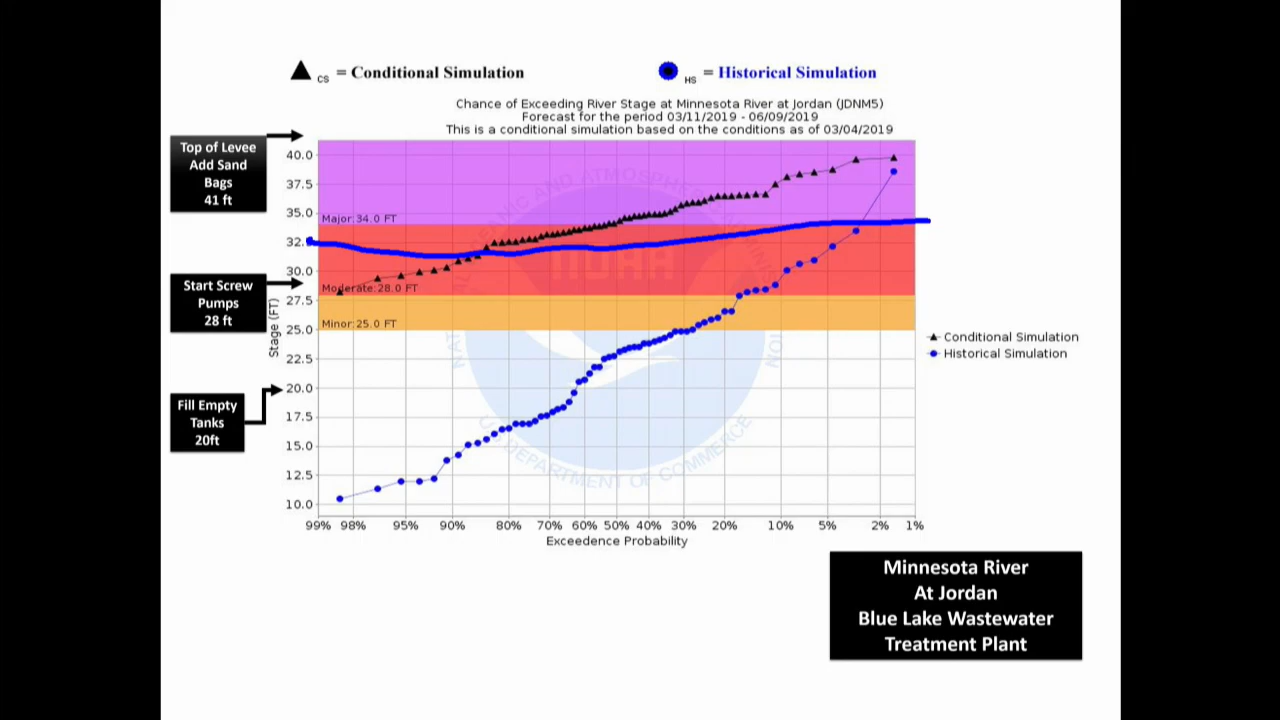 CS = Conditional Simulation
HS = Historical Simulation
Chance of Exceeding River Stage at Minnesota River at Jordan (JDNM5)
Forecast for the period 03/11/2019 - 06/09/2019
This is a conditional simulation based on the conditions as of 03/04/2019
Top of Levee
Add Sand
Bags
41 ft
Start Screw
Pumps
28 ft
Fill Empty
Tanks
20ft
Stage (FT)
40.0
37.5
35.0
32.
30.0
27.5
25.0
22.5
20.0
17.5
15.0
12.5
10.0
Major:34.0 FT
Moderate:28.0 FT
Minor:25.0 FT
NOAA
U.S. DEPARTMENT OF COMMERCE
Conditional Simulation
Historical Simulation
99% 98% 95% 90% 80% 70% 60% 50% 40% 30% 20% 10% 5% 2% 1%
Exceedence Probability
Minnesota River
At Jordan
Blue Lake Wastewater
Treatment Plant